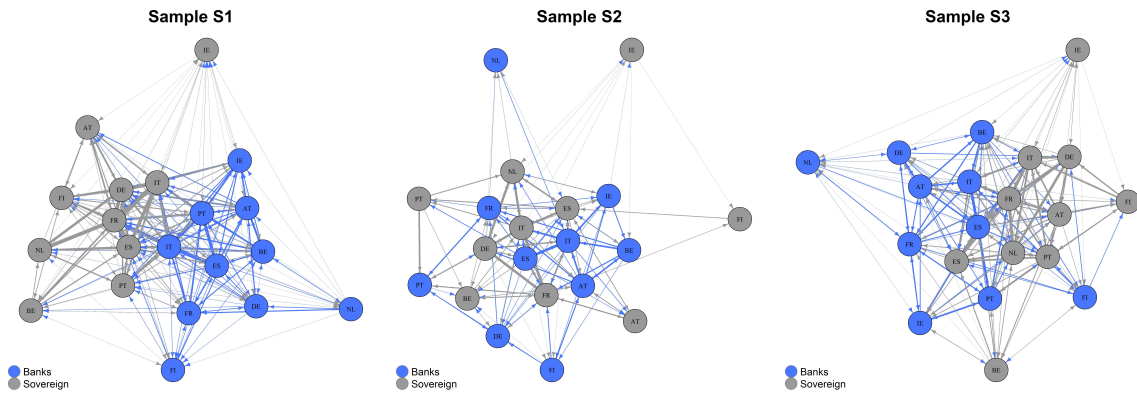 Sample S1
IE
AT
IE
IT
DE
FI
AT
PT
FR
NL
ES
IT
BE
ES
PT
BE
DE
NL
FR
FI
Banks
Sovereign
Sample S2
IE
NL
NL
PT
IE
FR
ES
FI
IT
IT
DE
BE
ES
PT
AT
FR
BE
AT
DE
FI
Banks
Sovereign
Sample S3
IE
BE
DE
IT
DE
NL
IT
AT
FR
FI
AT
ES
FR
NL
PT
ES
PT
FI
IE
BE
Banks
Sovereign